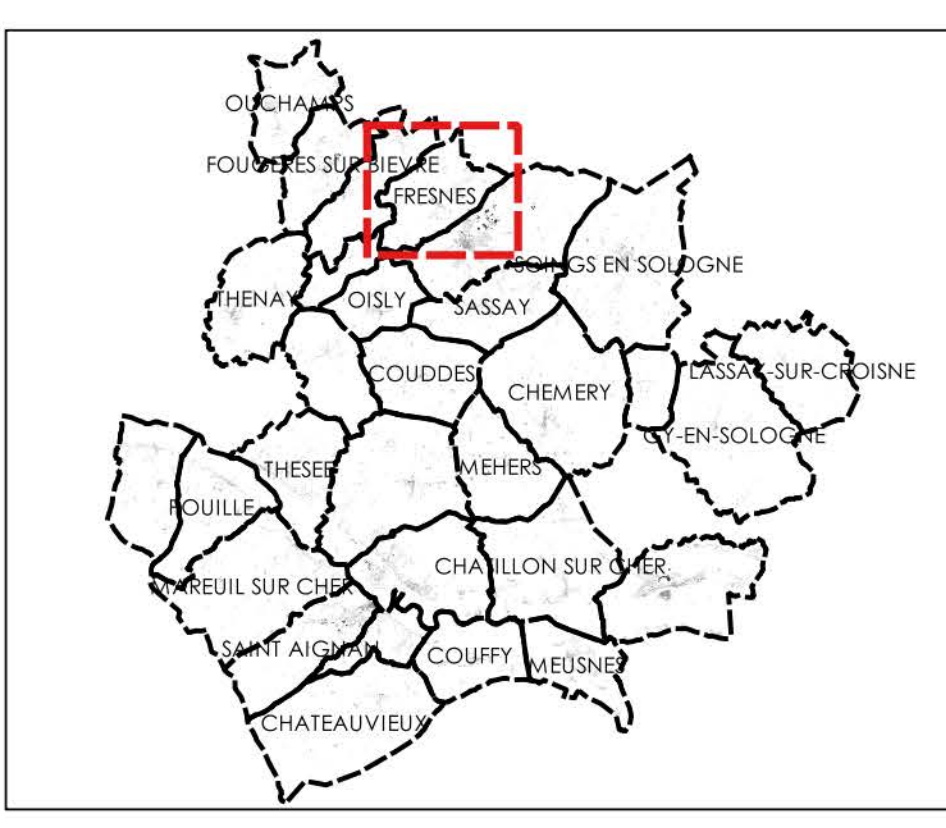 OUCHAMPS
FOUGERES SUR BIEVRE
FRESNES
SOINGS EN SOLOGNE
THENAY
OISLY
SASSAY
COUDDES
LASSAY-SUR-CROISNE
CHEMERY
GY-EN-SOLOGNE
THESEE
MEHERS
POUILLE
CHATILLON SUR CHER
MAREUIL SUR CHER
SAINT AIGNAN
COUFFY
MEUSNES
CHATEAUVIEUX